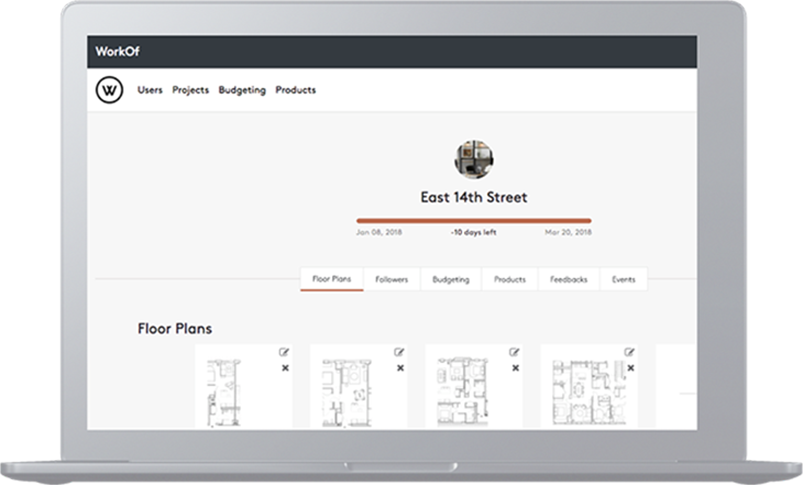 WorkOf
W Users Projects Budgeting Products
East 14th Street
Jan 08, 2018 -10 days left Mar 20, 2018
Floor Plans Followers Budgeting Products Feedbacks Events
Floor Plans